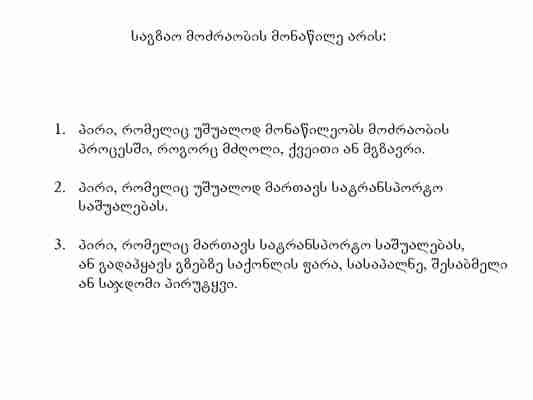 საგზაო მოძრაობის მონაწილე არის:
1. პირი, რომელიც უშუალოდ მონაწილეობს მოძრაობის
პროცესში, როგორც მძღოლი, ქვეითი ან მგზავრი.
2. პირი, რომელიც უშუალოდ მართავს სატრანსპორტო
საშუალებას.
3. პირი, რომელიც მართავს სატრანსპორტო საშუალებას,
ან გადაჰყავს გზებზე საქონლის ფარა, სასაპალნე, შესაბმელი
ან საჯდომი პირუტყვი.